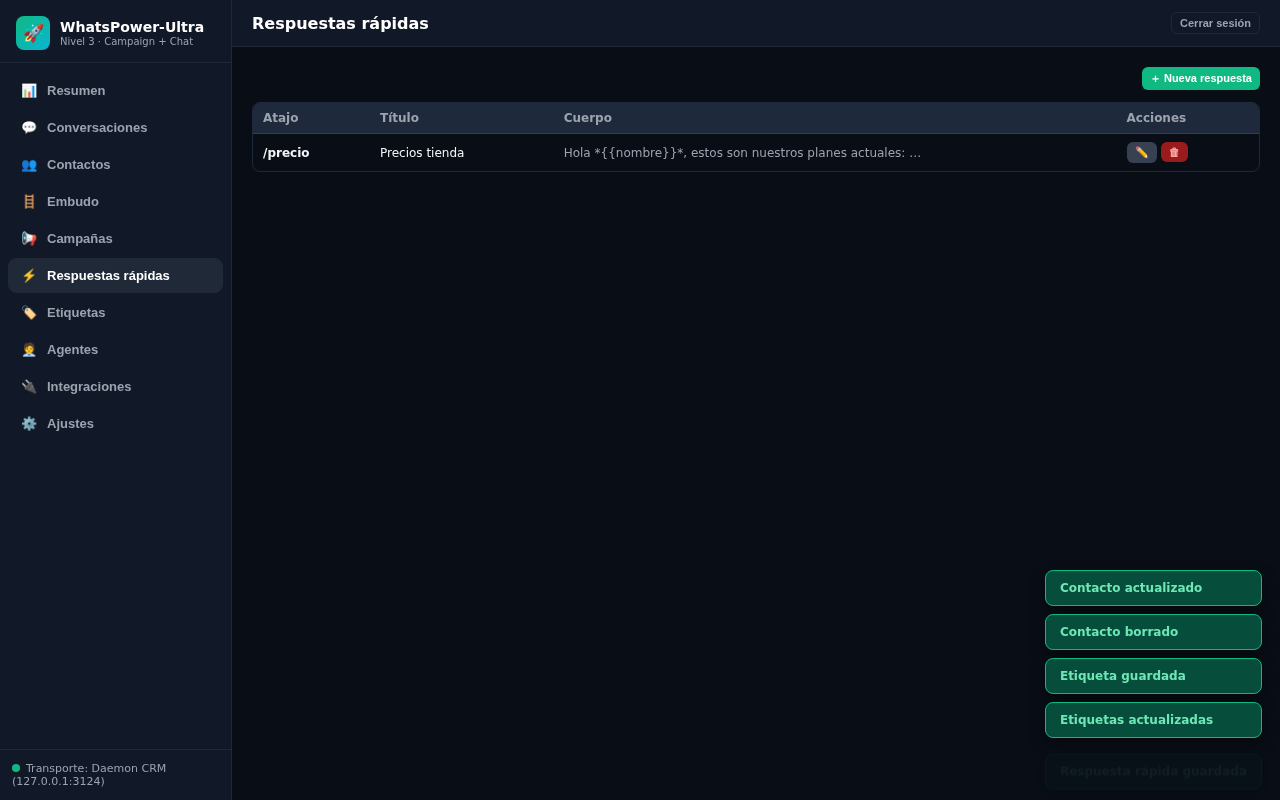 WhatsPower-Ultra
Nivel 3 · Campaign + Chat
Resumen
Conversaciones
Contactos
Embudo
Campañas
Respuestas rápidas
Etiquetas
Agentes
Integraciones
Ajustes
Transporte: Daemon CRM
(127.0.0.1:3124)
Respuestas rápidas
Cerrar sesión
+ Nueva respuesta
Atajo Título Cuerpo Acciones
/precio Precios tienda Hola *{{nombre}}*, estos son nuestros planes actuales: …
Contacto actualizado
Contacto borrado
Etiqueta guardada
Etiquetas actualizadas
Respuesta rápida guardada